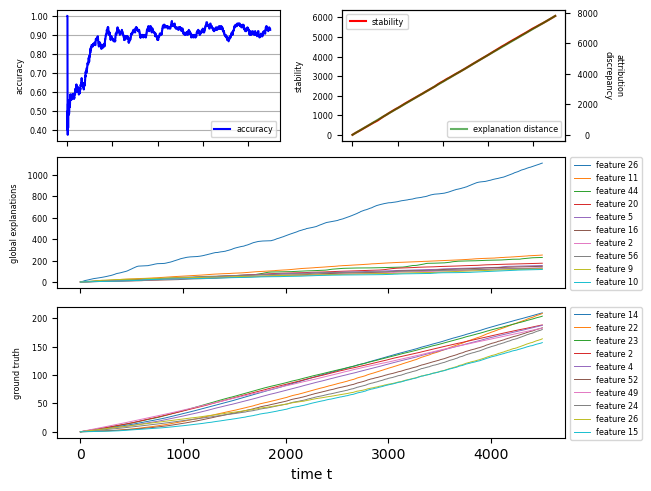 1.00
0.90
0.80
0.70
0.60
0.50
0.40
accuracy
accuracy
6000
5000
4000
3000
2000
1000
0
stability
stability
explanation distance
8000
6000
4000
2000
0
attribution
discrepancy
1000
800
600
400
200
0
global explanations
feature 26
feature 11
feature 44
feature 20
feature 5
feature 16
feature 2
feature 56
feature 9
feature 10
200
150
100
50
0
ground truth
feature 14
feature 22
feature 23
feature 2
feature 4
feature 52
feature 49
feature 24
feature 26
feature 15
0
1000
2000
3000
4000
time t